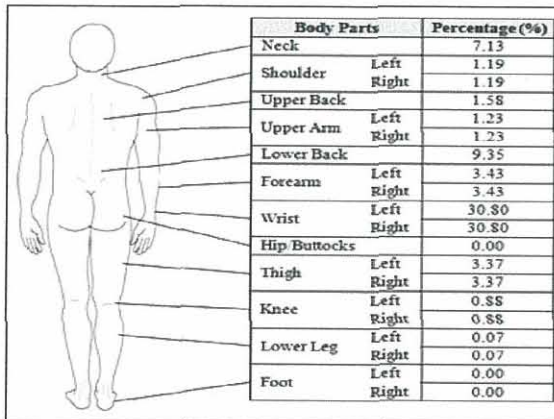 Body Parts Percentage (%)
Neck 7.13
Shoulder Left 1.19
Right 1.19
Upper Back 1.58
Upper Arm Left 1.23
Right 1.23
Lower Back 9.35
Forearm Left 3.43
Right 3.43
Wrist Left 30.80
Right 30.80
Hip/Buttocks 0.00
Thigh Left 3.37
Right 3.37
Knee Left 0.88
Right 0.88
Lower Leg Left 0.07
Right 0.07
Foot Left 0.00
Right 0.00